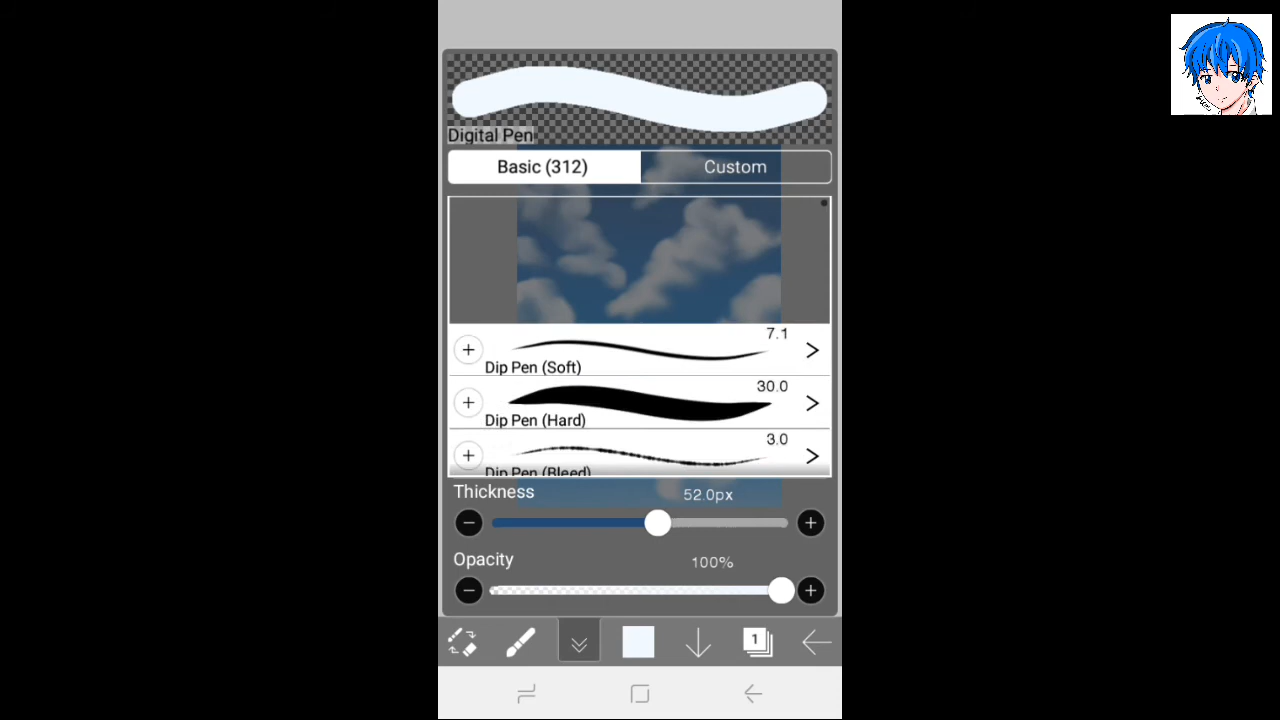 Digital Pen
Basic (312)
Custom
7.1
Dip Pen (Soft)
30.0
Dip Pen (Hard)
3.0
Dip Pen (Bleed)
Thickness
52.0px
Opacity
100%
1